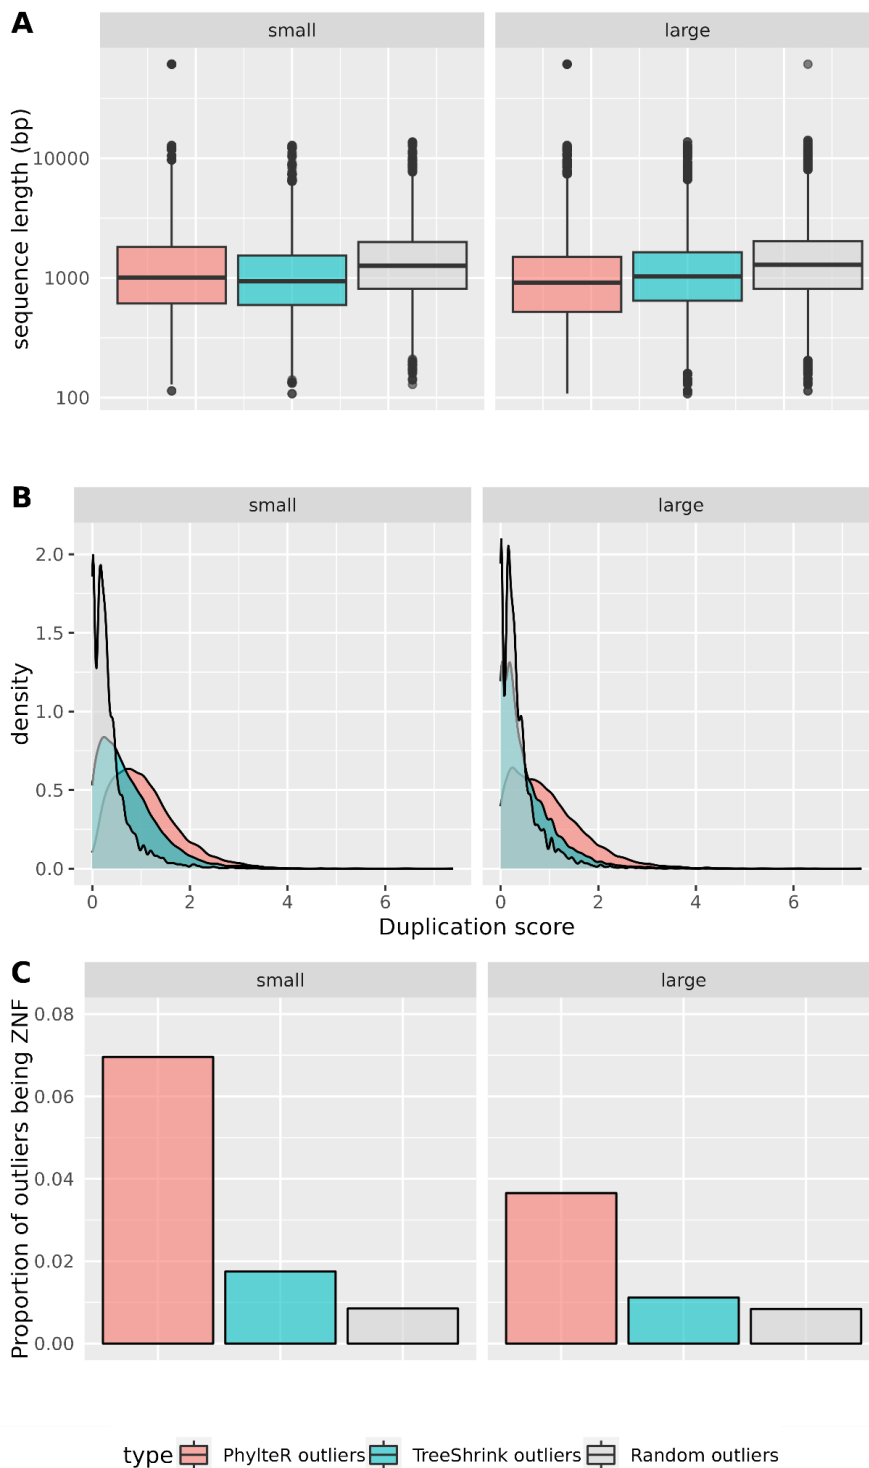 A
small large
sequence length (bp)
10000
1000
100
B
small large
density
2.0
1.5
1.0
0.5
0.0
0 2 4 6 0 2 4 6
Duplication score
C
small large
Proportion of outliers being ZNF
0.08
0.06
0.04
0.02
0.00
type PhylteR outliers TreeShrink outliers Random outliers